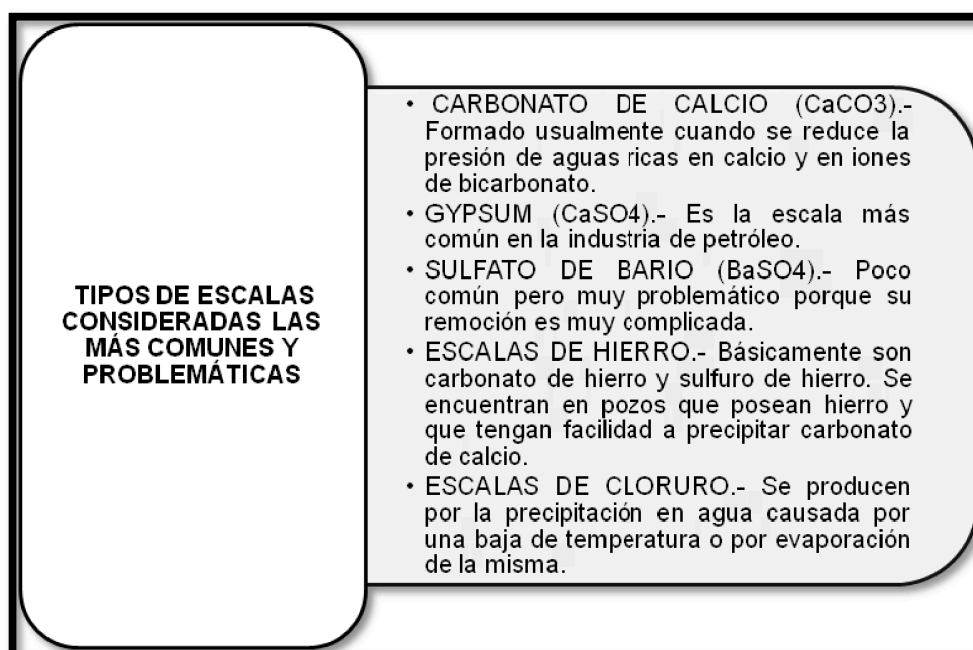 TIPOS DE ESCALAS
CONSIDERADAS LAS
MÁS COMUNES Y
PROBLEMÁTICAS
• CARBONATO DE CALCIO (CaCO3).-
Formado usualmente cuando se reduce la
presión de aguas ricas en calcio y en iones
de bicarbonato.
• GYPSUM (CaSO4).- Es la escala más
común en la industria de petróleo.
• SULFATO DE BARIO (BaSO4).- Poco
común pero muy problemático porque su
remoción es muy complicada.
• ESCALAS DE HIERRO.- Básicamente son
carbonato de hierro y sulfuro de hierro. Se
encuentran en pozos que posean hierro y
que tengan facilidad a precipitar carbonato
de calcio.
• ESCALAS DE CLORURO.- Se producen
por la precipitación en agua causada por
una baja de temperatura o por evaporación
de la misma.